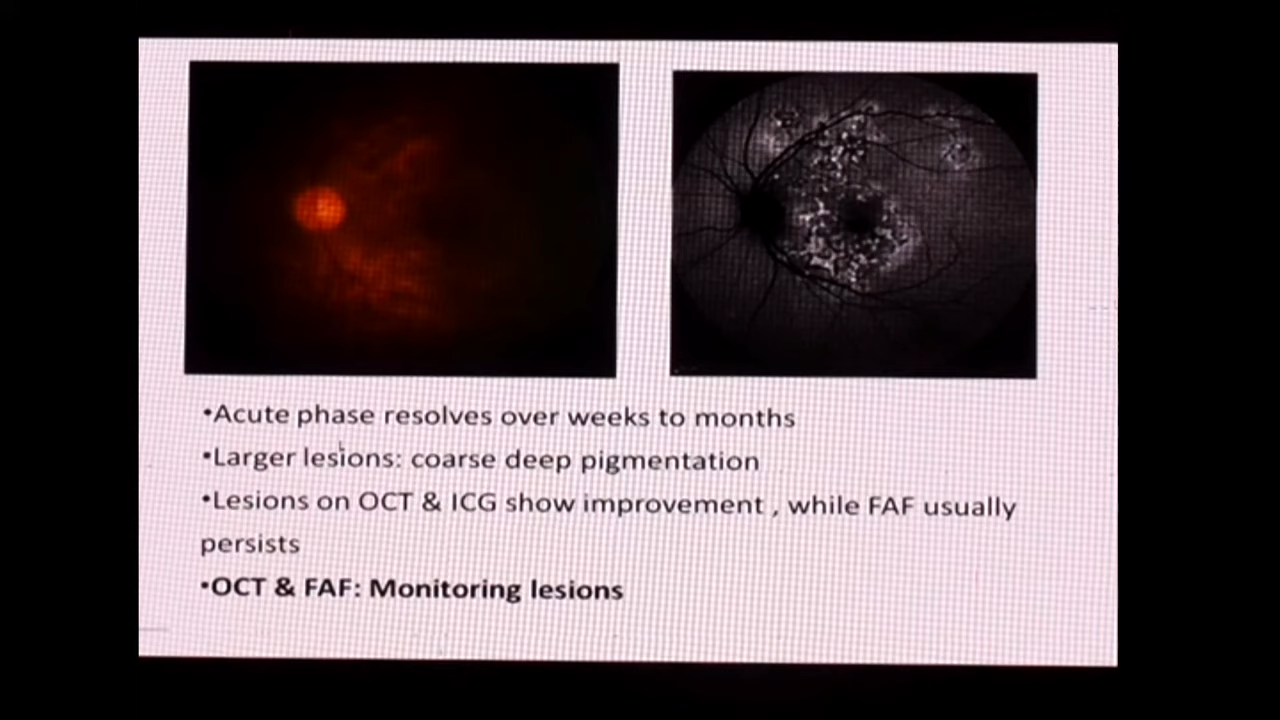 •Acute phase resolves over weeks to months
•Larger lesions: coarse deep pigmentation
•Lesions on OCT & ICG show improvement , while FAF usually
persists
•OCT & FAF: Monitoring lesions